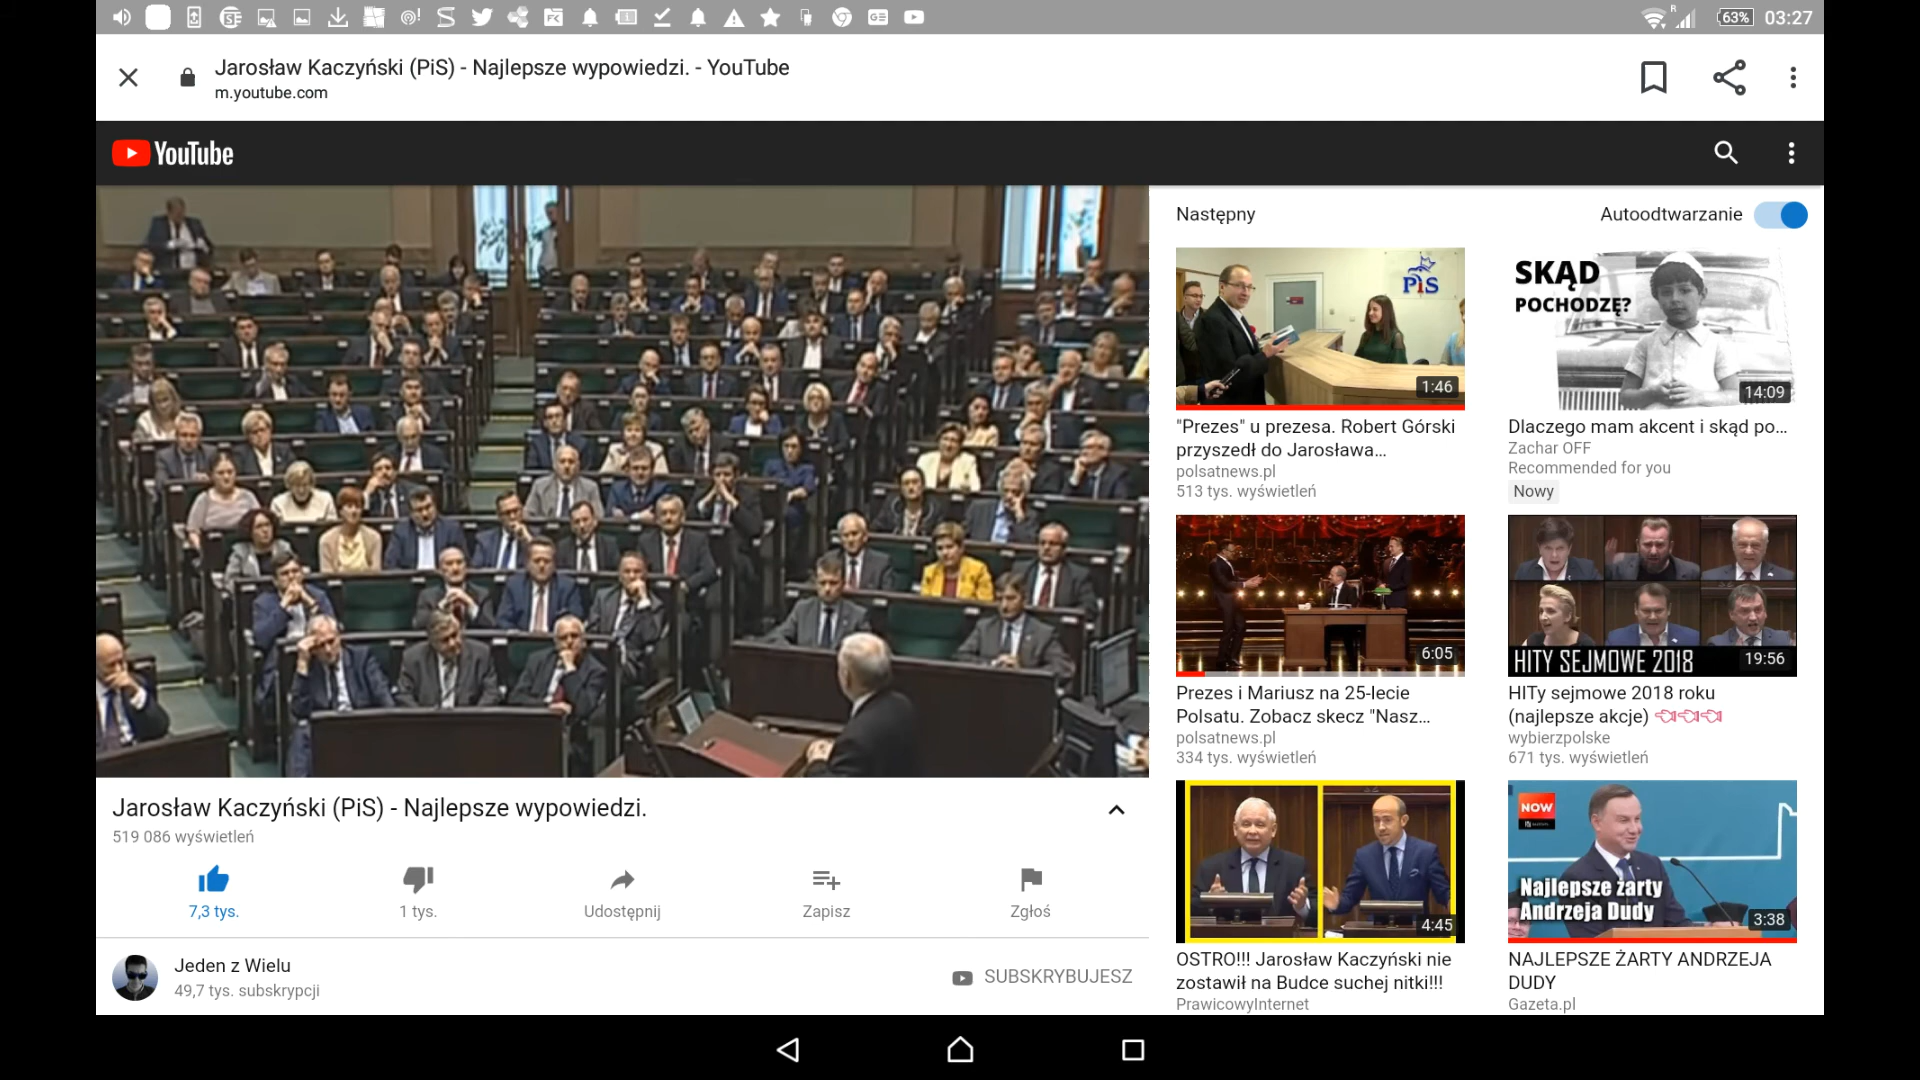 63%
03:27
Jarosław Kaczyński (PiS) - Najlepsze wypowiedzi. - YouTube
m.youtube.com
YouTube
Następny
Autoodtwarzanie
PiS
1:46
"Prezes" u prezesa. Robert Górski
przyszedł do Jarosława...
polsatnews.pl
513 tys. wyświetleń
SKĄD
POCHODZĘ?
14:09
Dlaczego mam akcent i skąd po...
Zachar OFF
Recommended for you
Nowy
6:05
Prezes i Mariusz na 25-lecie
Polsatu. Zobacz skecz "Nasz...
polsatnews.pl
334 tys. wyświetleń
HITY SEJMOWE 2018
19:56
HITy sejmowe 2018 roku
(najlepsze akcje)
wybierzpolske
671 tys. wyświetleń
4:45
OSTRO!!! Jarosław Kaczyński nie
zostawił na Budce suchej nitki!!!
PrawicowyInternet
NOW
Najlepsze żarty
Andrzeja Dudy
3:38
NAJLEPSZE ŻARTY ANDRZEJA
DUDY
Gazeta.pl
Jarosław Kaczyński (PiS) - Najlepsze wypowiedzi.
519 086 wyświetleń
7,3 tys.
1 tys.
Udostępnij
Zapisz
Zgłoś
Jeden z Wielu
49,7 tys. subskrypcji
SUBSKRYBUJESZ